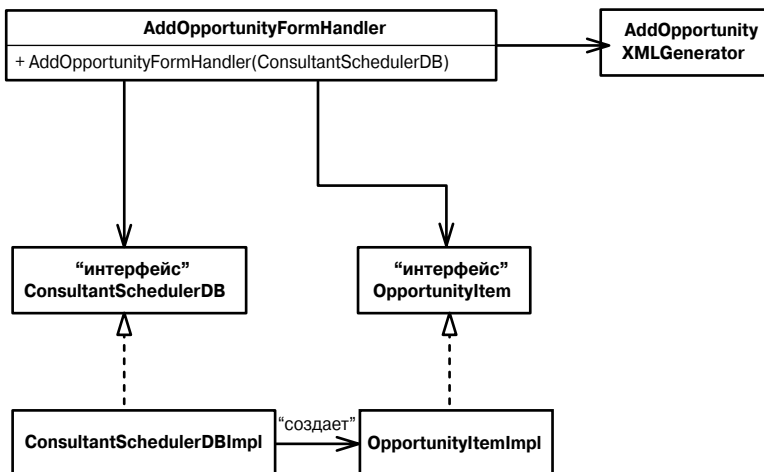 AddOpportunityFormHandler
+ AddOpportunityFormHandler(ConsultantSchedulerDB)
AddOpportunity
XMLGenerator
“интерфейс”
ConsultantSchedulerDB
“интерфейс”
OpportunityItem
ConsultantSchedulerDBImpl
“создает”
OpportunityItemImpl